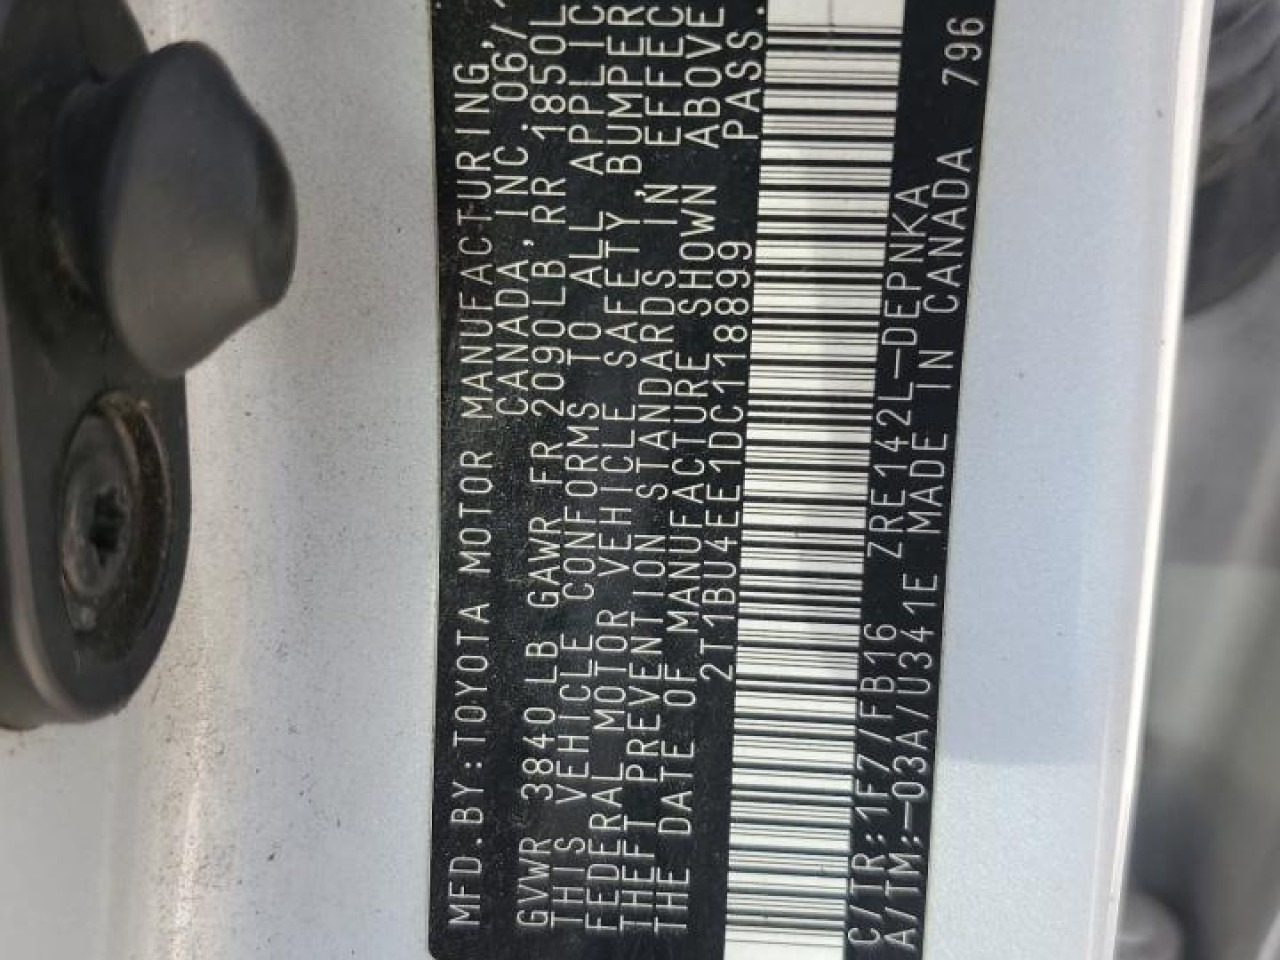 MFD.BY:TOYOTA MOTOR MANUFACTURING,
CANADA, INC. 06/
GVWR 3840 LB GAWR FR 2090LB, RR 1850L
THIS VEHICLE CONFORMS TO ALL APPLIC
FEDERAL MOTOR VEHICLE SAFETY, BUMPER
THEFT PREVENTION STANDARDS IN EFFEC
THE DATE OF MANUFACTURE SHOWN ABOVE
2T1BU4EE1DC118899 PASS.
C/TR:1F7/FB16 ZRE142L-DEPNKA
A/TM:-03A/U341E MADE IN CANADA 796